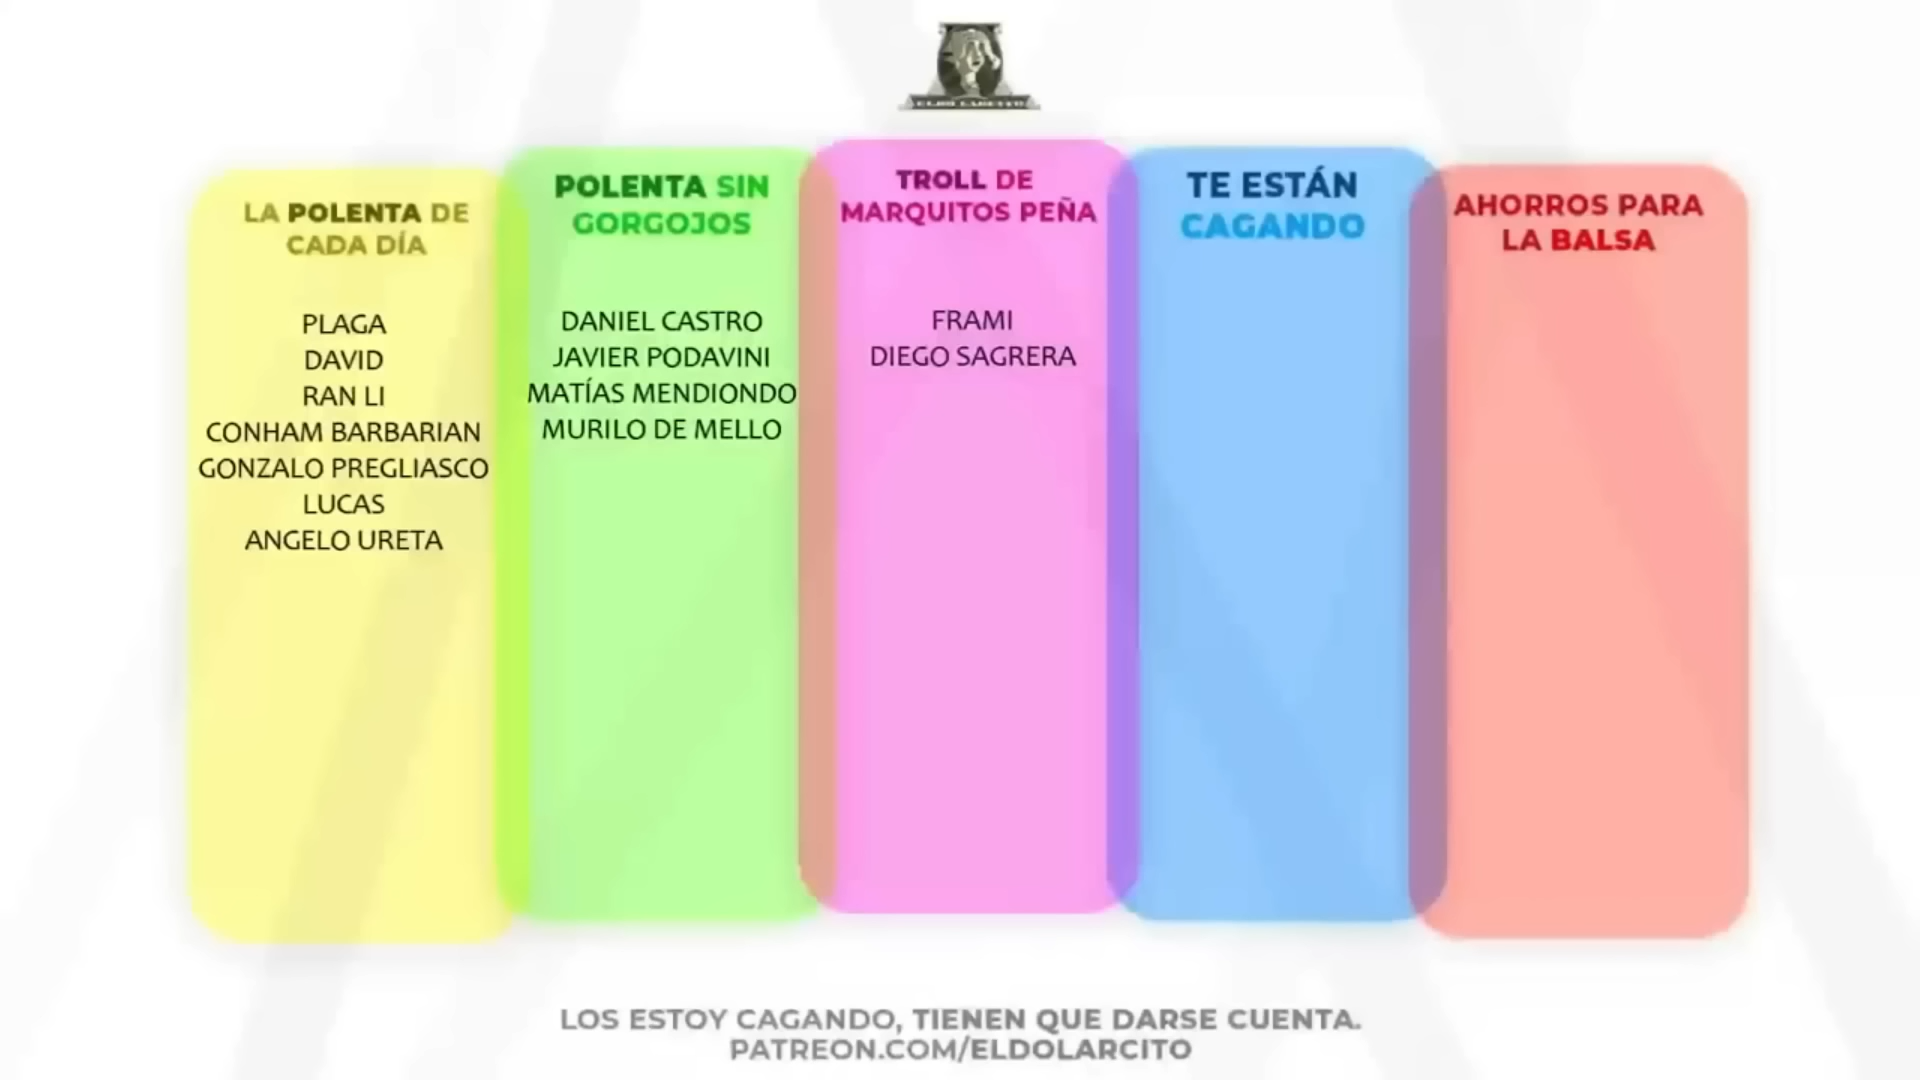 LA POLENTA DE
CADA DÍA
PLAGA
DAVID
RAN LI
CONHAM BARBARIAN
GONZALO PREGLIASCO
LUCAS
ANGELO URETA
POLENTA SIN
GORGOJOS
DANIEL CASTRO
JAVIER PODAVINI
MATÍAS MENDIONDO
MURILO DE MELLO
TROLL DE
MARQUITOS PEÑA
FRAMI
DIEGO SAGRERA
TE ESTÁN
CAGANDO
AHORROS PARA
LA BALSA
LOS ESTOY CAGANDO, TIENEN QUE DARSE CUENTA.
PATREON.COM/ELDOLARCITO